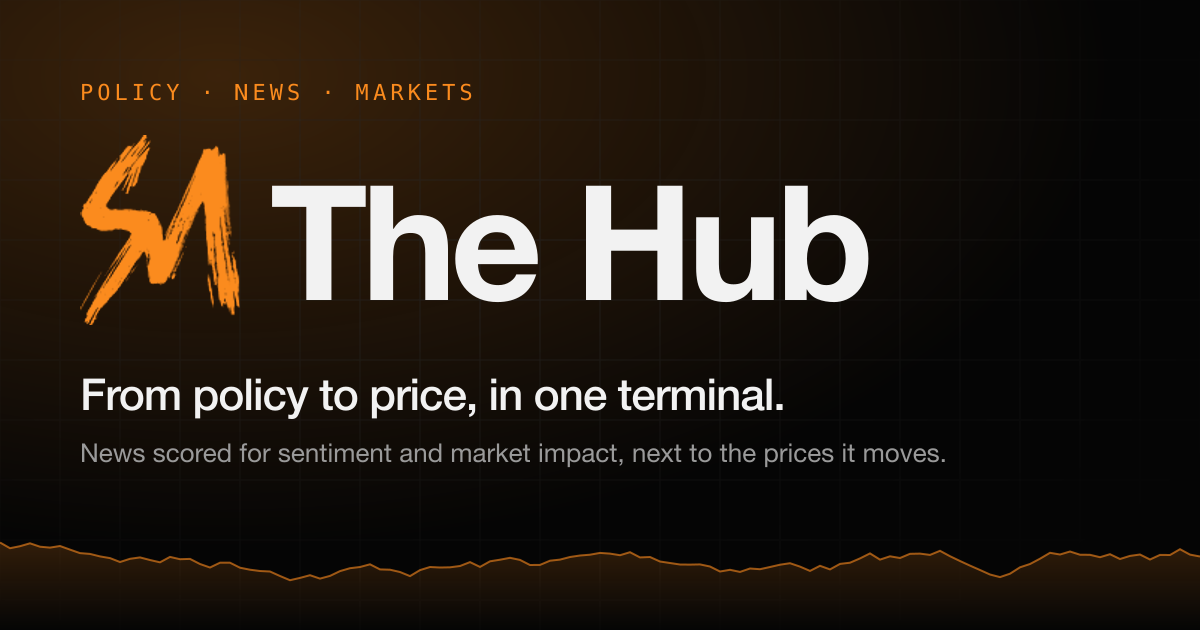 POLICY · NEWS · MARKETS
SA The Hub
From policy to price, in one terminal.
News scored for sentiment and market impact, next to the prices it moves.